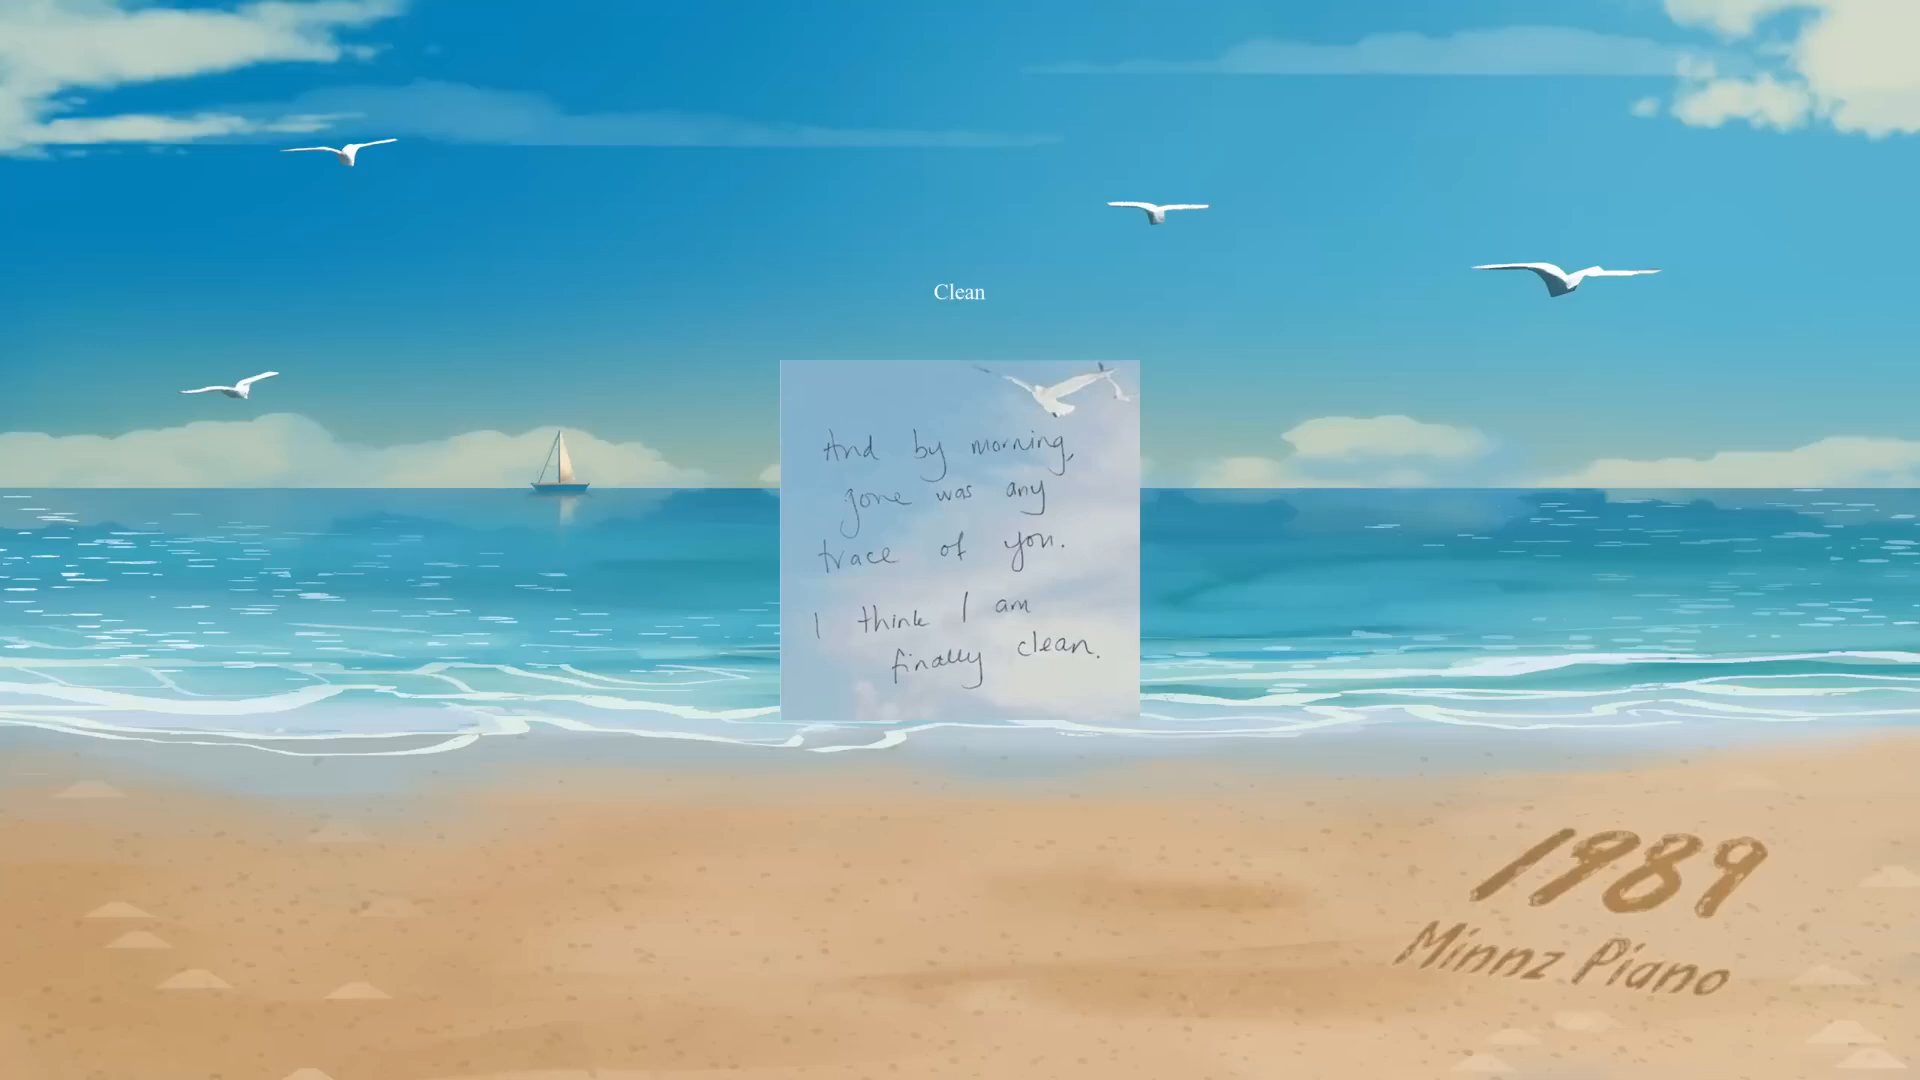 Clean
And by morning,
gone was any
trace of you.
I think I am
finally clean.
1989
Minnz Piano